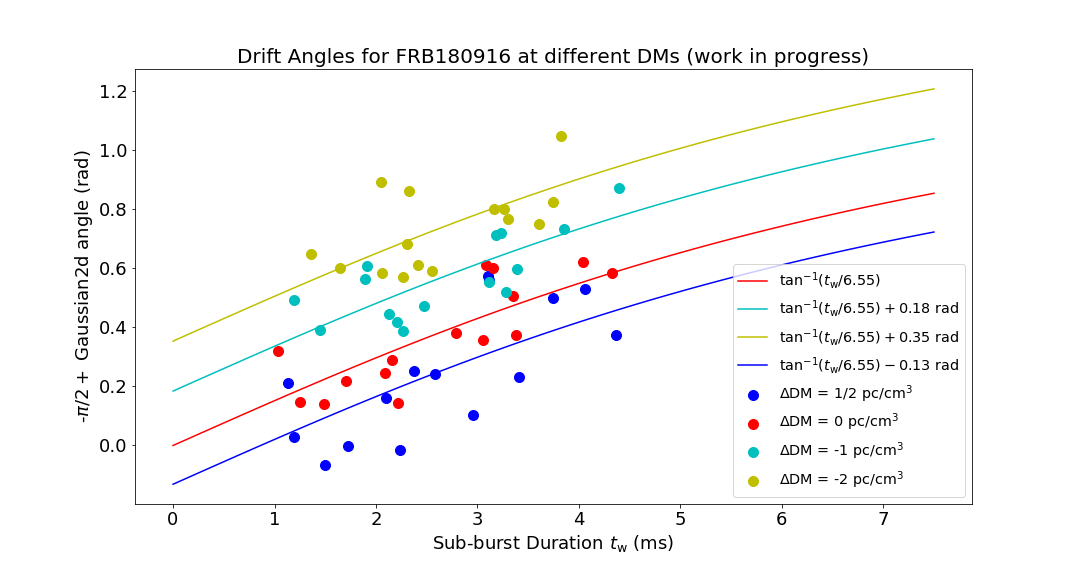 Drift Angles for FRB180916 at different DMs (work in progress)
1.2
1.0
0.8
0.6
0.4
0.2
0.0
-π/2 + Gaussian2d angle (rad)
tan⁻¹(t_w/6.55)
tan⁻¹(t_w/6.55) + 0.18 rad
tan⁻¹(t_w/6.55) + 0.35 rad
tan⁻¹(t_w/6.55) − 0.13 rad
ΔDM = 1/2 pc/cm³
ΔDM = 0 pc/cm³
ΔDM = -1 pc/cm³
ΔDM = -2 pc/cm³
0 1 2 3 4 5 6 7
Sub-burst Duration t_w (ms)